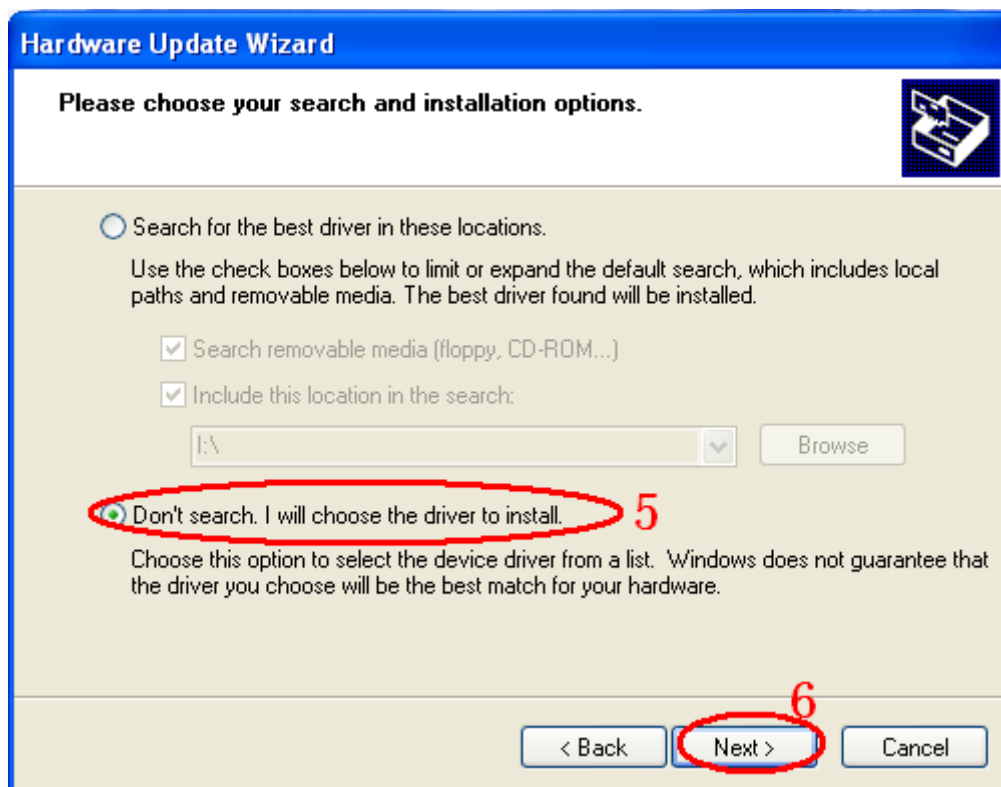 Hardware Update Wizard
Please choose your search and installation options.
Search for the best driver in these locations.
Use the check boxes below to limit or expand the default search, which includes local
paths and removable media. The best driver found will be installed.
Search removable media (floppy, CD-ROM...)
Include this location in the search:
I:\
Browse
Don't search. I will choose the driver to install.
5
Choose this option to select the device driver from a list. Windows does not guarantee that
the driver you choose will be the best match for your hardware.
6
< Back
Next >
Cancel